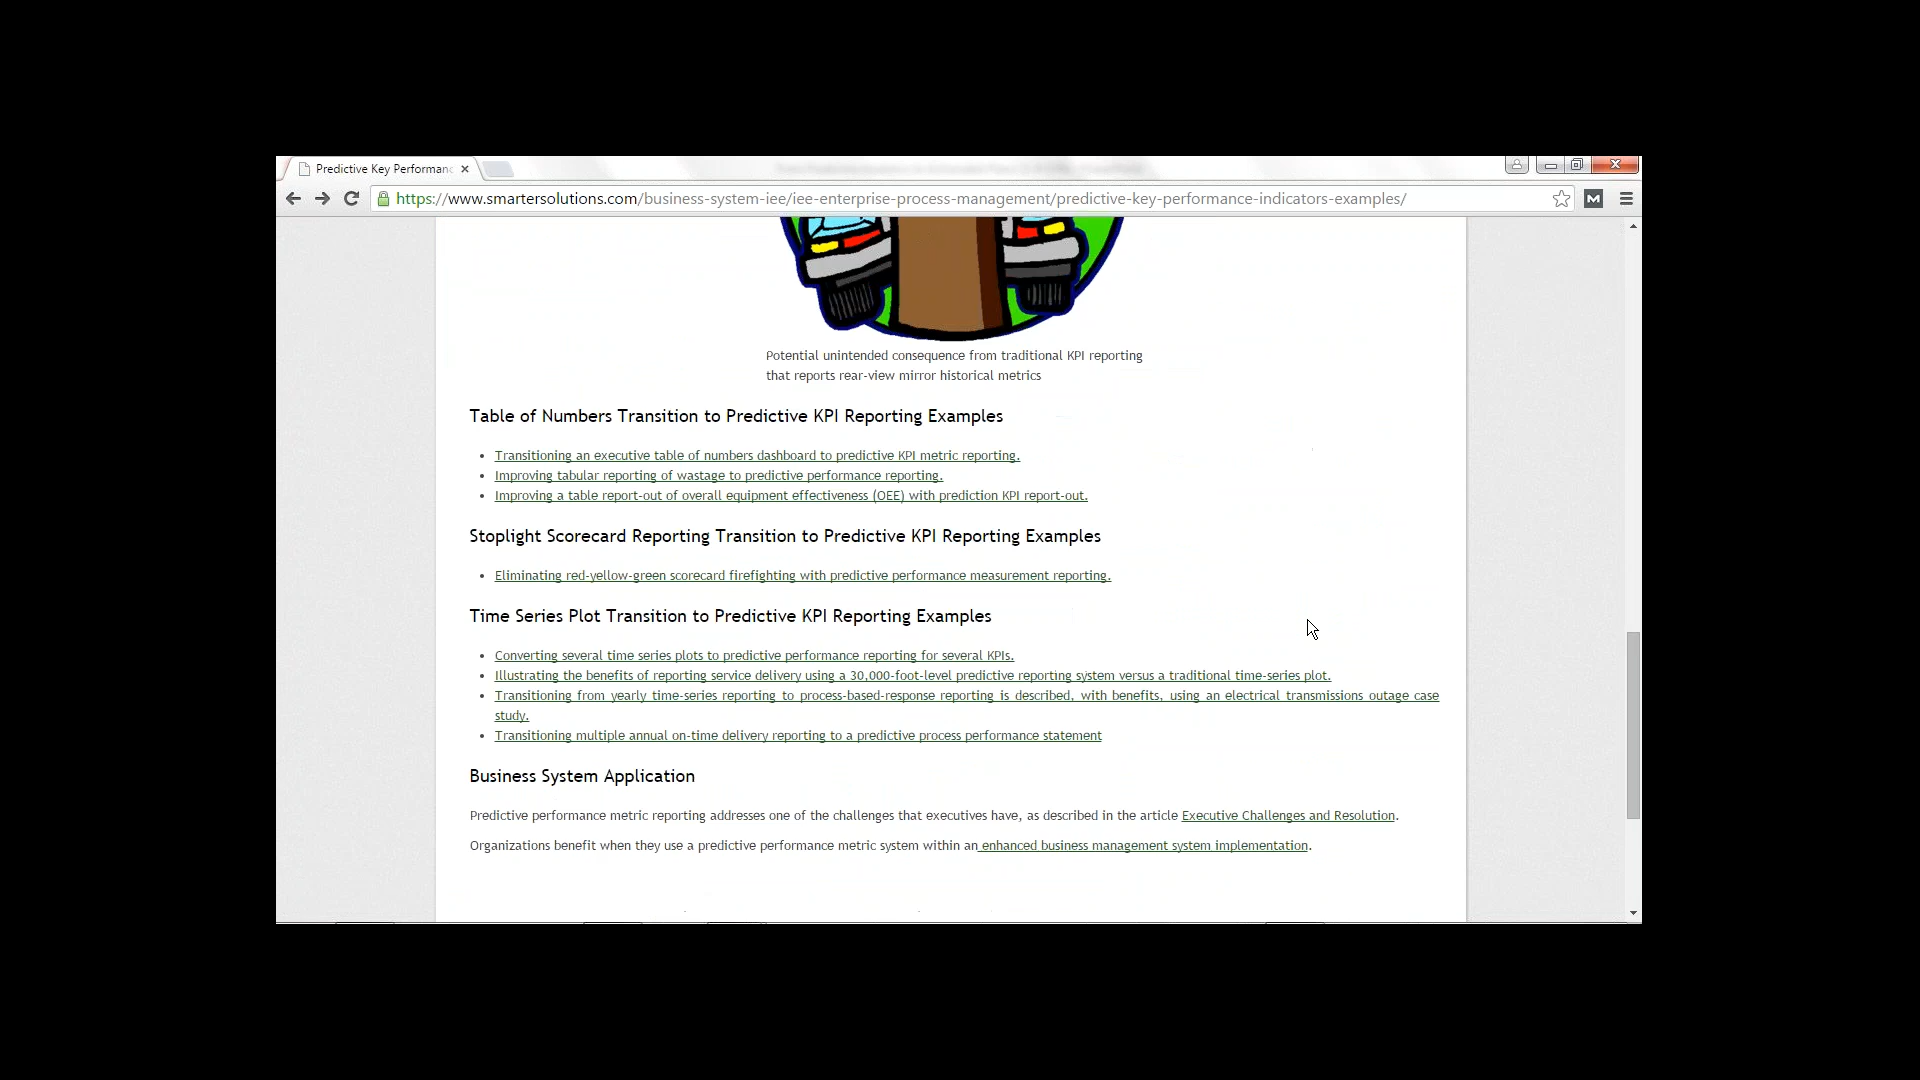 Predictive Key Performanc
https://www.smartersolutions.com/business-system-iee/iee-enterprise-process-management/predictive-key-performance-indicators-examples/
Potential unintended consequence from traditional KPI reporting
that reports rear-view mirror historical metrics
Table of Numbers Transition to Predictive KPI Reporting Examples
• Transitioning an executive table of numbers dashboard to predictive KPI metric reporting.
• Improving tabular reporting of wastage to predictive performance reporting.
• Improving a table report-out of overall equipment effectiveness (OEE) with prediction KPI report-out.
Stoplight Scorecard Reporting Transition to Predictive KPI Reporting Examples
• Eliminating red-yellow-green scorecard firefighting with predictive performance measurement reporting.
Time Series Plot Transition to Predictive KPI Reporting Examples
• Converting several time series plots to predictive performance reporting for several KPIs.
• Illustrating the benefits of reporting service delivery using a 30,000-foot-level predictive reporting system versus a traditional time-series plot.
• Transitioning from yearly time-series reporting to process-based-response reporting is described, with benefits, using an electrical transmissions outage case
study.
• Transitioning multiple annual on-time delivery reporting to a predictive process performance statement
Business System Application
Predictive performance metric reporting addresses one of the challenges that executives have, as described in the article Executive Challenges and Resolution.
Organizations benefit when they use a predictive performance metric system within an enhanced business management system implementation.